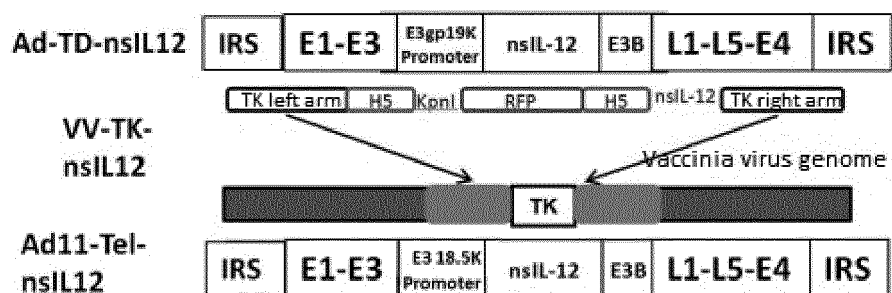 Ad-TD-nsIL12 IRS E1-E3 E3gp19K Promoter nsIL-12 E3B L1-L5-E4 IRS
TK left arm H5 KpnI RFP H5 nsIL-12 TK right arm
VV-TK-
nsIL12
Vaccinia virus genome
TK
Ad11-Tel-
nsIL12
IRS E1-E3 E3 18.5K Promoter nsIL-12 E3B L1-L5-E4 IRS